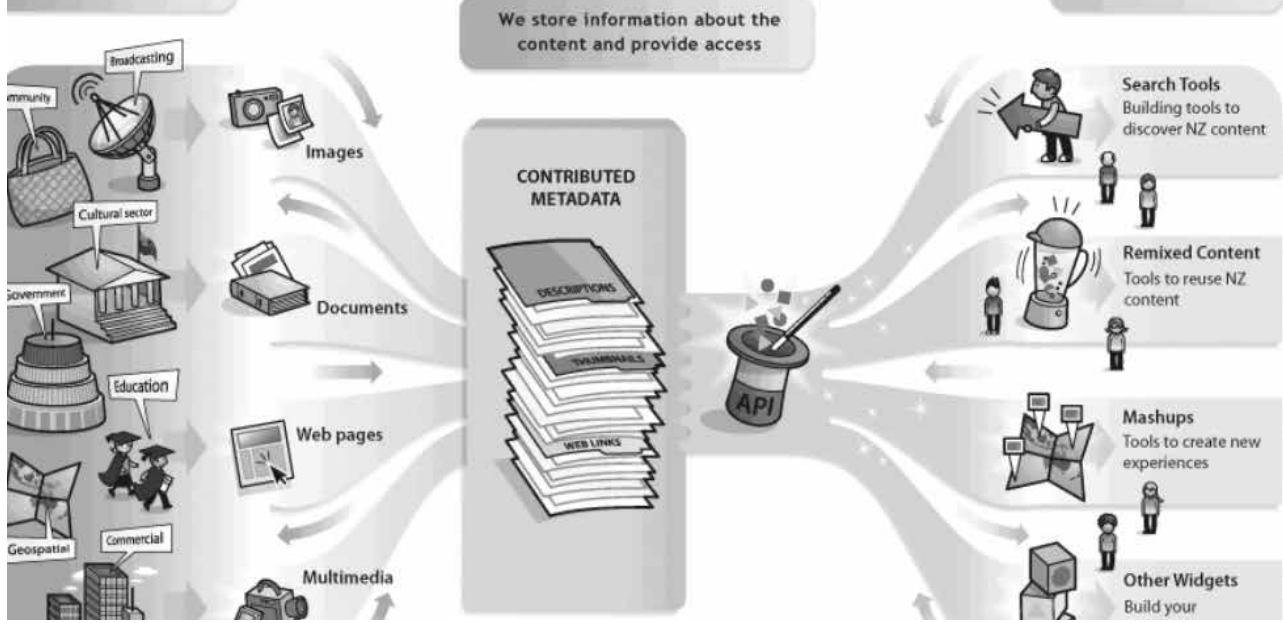 We store information about the
content and provide access
Broadcasting
mmunity
Images
Cultural sector
Government
Documents
Education
Web pages
Geospatial
Commercial
Multimedia
CONTRIBUTED
METADATA
DESCRIPTIONS
THUMBNAILS
WEB LINKS
API
Search Tools
Building tools to
discover NZ content
Remixed Content
Tools to reuse NZ
content
Mashups
Tools to create new
experiences
Other Widgets
Build your